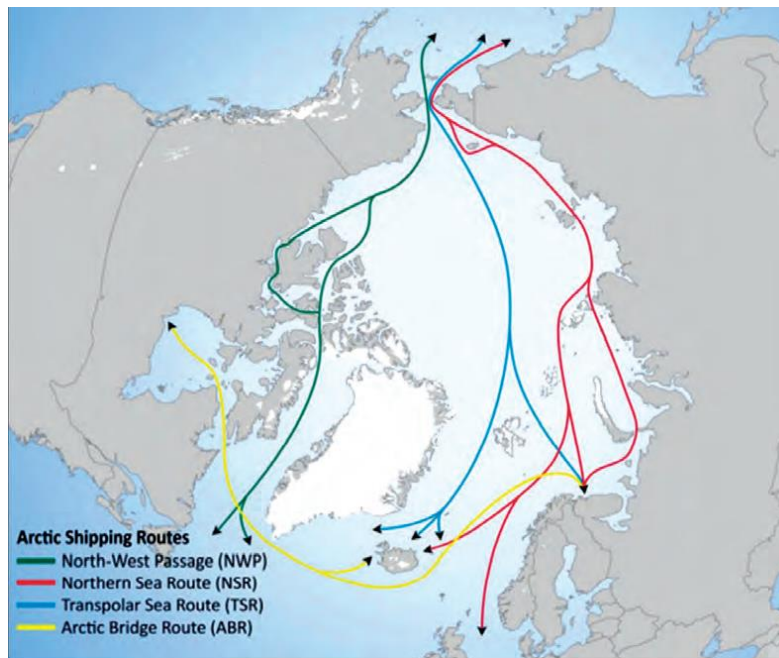 Arctic Shipping Routes
North-West Passage (NWP)
Northern Sea Route (NSR)
Transpolar Sea Route (TSR)
Arctic Bridge Route (ABR)